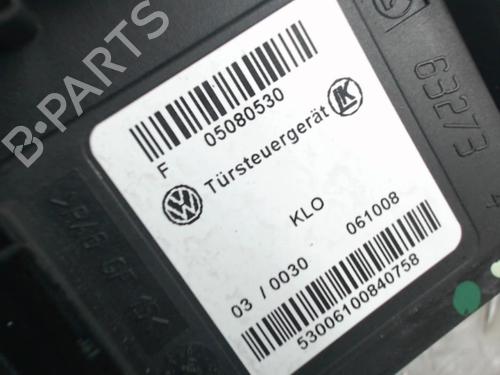 B-PARTS
05080530
F
Türsteuergerät
KLO
061008
03 / 0030
53006100840758
63273